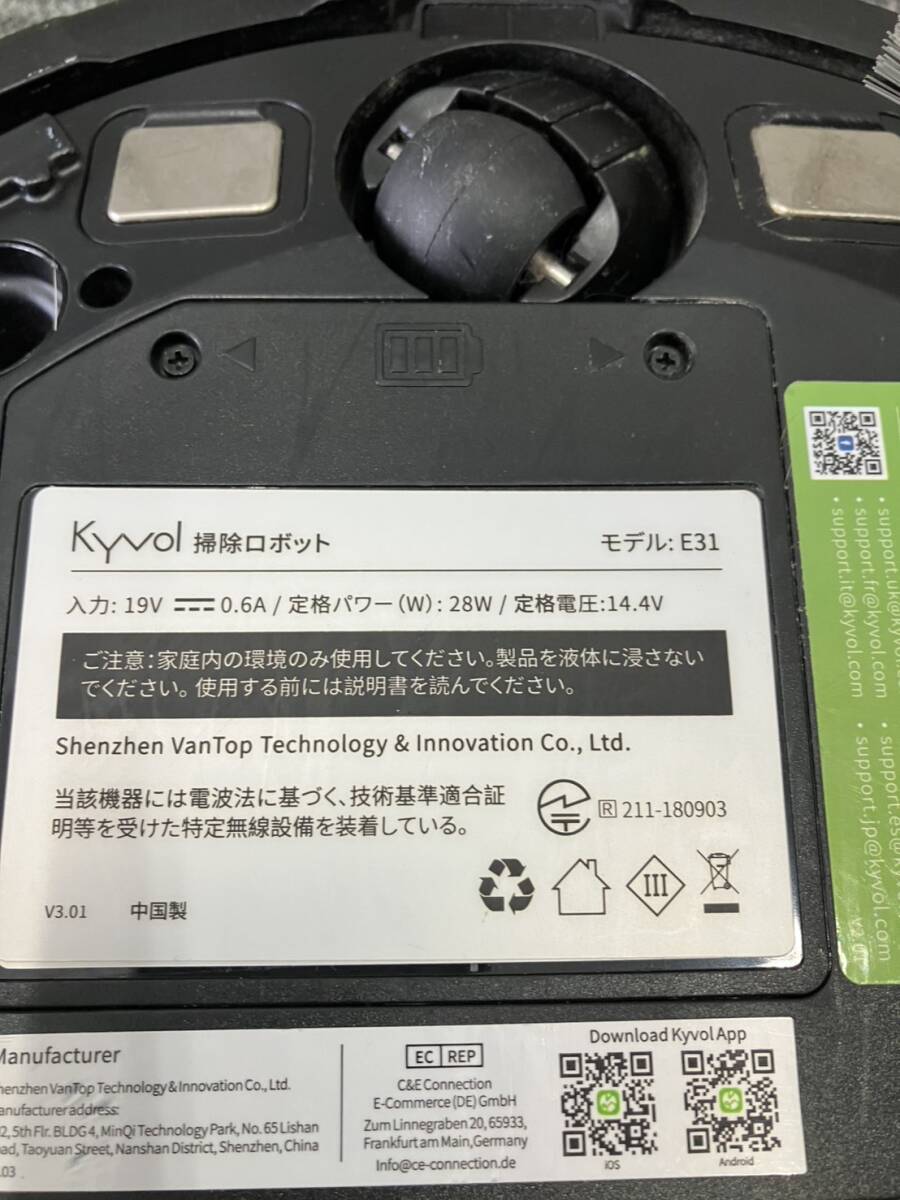 Kyvol 掃除ロボット
モデル: E31
入力: 19V 0.6A / 定格パワー(W): 28W / 定格電圧:14.4V
ご注意:家庭内の環境のみ使用してください。製品を液体に浸さない
でください。使用する前には説明書を読んでください。
Shenzhen VanTop Technology & Innovation Co., Ltd.
当該機器には電波法に基づく、技術基準適合証
明等を受けた特定無線設備を装着している。
R 211-180903
III
V3.01 中国製
• support.uk@kyvol.com
• support.fr@kyvol.com
• support.it@kyvol.com
• support.jp@kyvol.com
V2.01
Manufacturer
Shenzhen VanTop Technology & Innovation Co., Ltd.
Manufacturer address:
5th Flr. BLDG 4, MinQi Technology Park, No. 65 Lishan
Taoyuan Street, Nanshan District, Shenzhen, China
EC REP
C&E Connection
E-Commerce (DE) GmbH
Zum Linnegraben 20, 65933,
Frankfurt am Main, Germany
Info@ce-connection.de
Download Kyvol App
iOS
Android